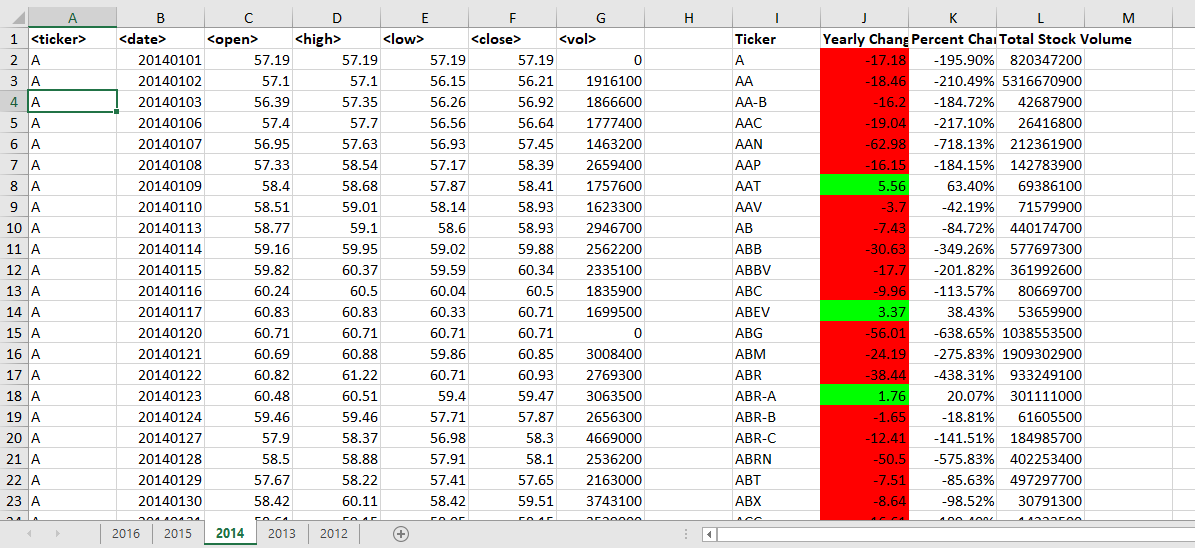 A B C D E F G H I J K L M
1 <ticker> <date> <open> <high> <low> <close> <vol> Ticker Yearly Chang Percent Char Total Stock Volume
2 A 20140101 57.19 57.19 57.19 57.19 0 A -17.18 -195.90% 820347200
3 A 20140102 57.1 57.1 56.15 56.21 1916100 AA -18.46 -210.49% 5316670900
4 A 20140103 56.39 57.35 56.26 56.92 1866600 AA-B -16.2 -184.72% 42687900
5 A 20140106 57.4 57.7 56.56 56.64 1777400 AAC -19.04 -217.10% 26416800
6 A 20140107 56.95 57.63 56.93 57.45 1463200 AAN -62.98 -718.13% 212361900
7 A 20140108 57.33 58.54 57.17 58.39 2659400 AAP -16.15 -184.15% 142783900
8 A 20140109 58.4 58.68 57.87 58.41 1757600 AAT 5.56 63.40% 69386100
9 A 20140110 58.51 59.01 58.14 58.93 1623300 AAV -3.7 -42.19% 71579900
10 A 20140113 58.77 59.1 58.6 58.93 2946700 AB -7.43 -84.72% 440174700
11 A 20140114 59.16 59.95 59.02 59.88 2562200 ABB -30.63 -349.26% 577697300
12 A 20140115 59.82 60.37 59.59 60.34 2335100 ABBV -17.7 -201.82% 361992600
13 A 20140116 60.24 60.5 60.04 60.5 1835900 ABC -9.96 -113.57% 80669700
14 A 20140117 60.83 60.83 60.33 60.71 1699500 ABEV 3.37 38.43% 53659900
15 A 20140120 60.71 60.71 60.71 60.71 0 ABG -56.01 -638.65% 1038553500
16 A 20140121 60.69 60.88 59.86 60.85 3008400 ABM -24.19 -275.83% 1909302900
17 A 20140122 60.82 61.22 60.71 60.93 2769300 ABR -38.44 -438.31% 933249100
18 A 20140123 60.48 60.51 59.4 59.47 3063500 ABR-A 1.76 20.07% 301111000
19 A 20140124 59.46 59.46 57.71 57.87 2656300 ABR-B -1.65 -18.81% 61605500
20 A 20140127 57.9 58.37 56.98 58.3 4669000 ABR-C -12.41 -141.51% 184985700
21 A 20140128 58.5 58.88 57.91 58.1 2536200 ABRN -50.5 -575.83% 402253400
22 A 20140129 57.67 58.22 57.41 57.65 2163000 ABT -7.51 -85.63% 497297700
23 A 20140130 58.42 60.11 58.42 59.51 3743100 ABX -8.64 -98.52% 30791300
2016 2015 2014 2013 2012